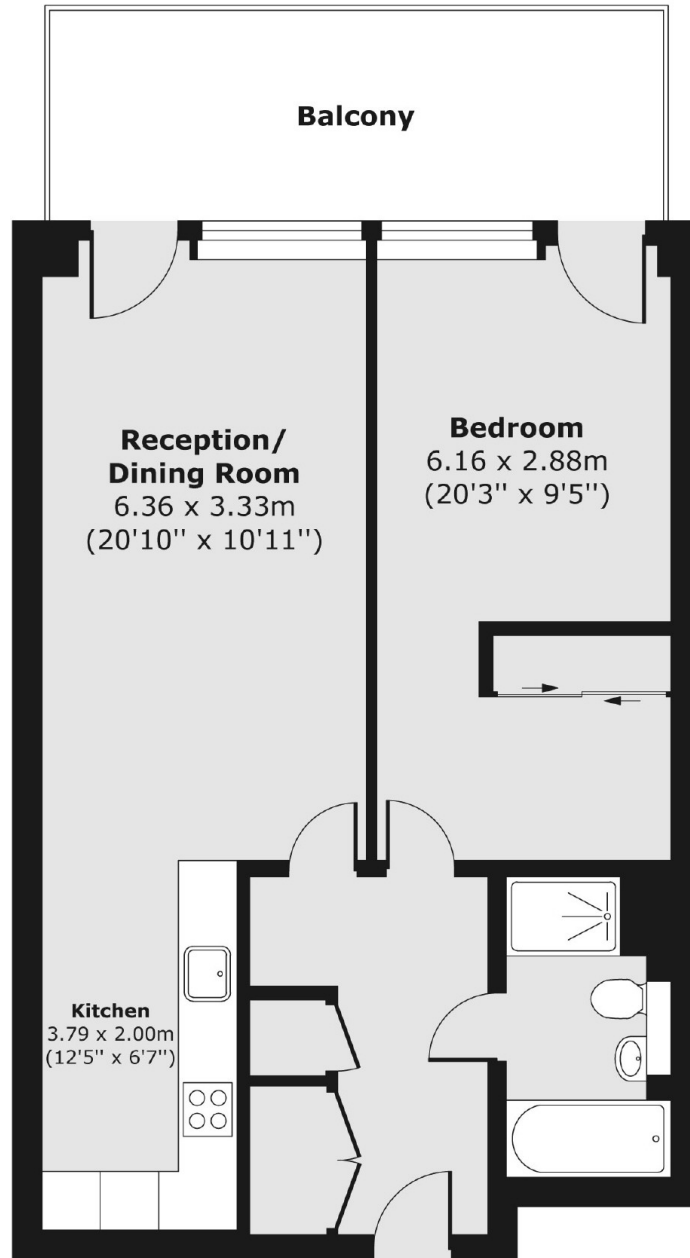 Balcony
Reception/
Dining Room
6.36 x 3.33m
(20'10'' x 10'11'')
Bedroom
6.16 x 2.88m
(20'3'' x 9'5'')
Kitchen
3.79 x 2.00m
(12'5'' x 6'7'')